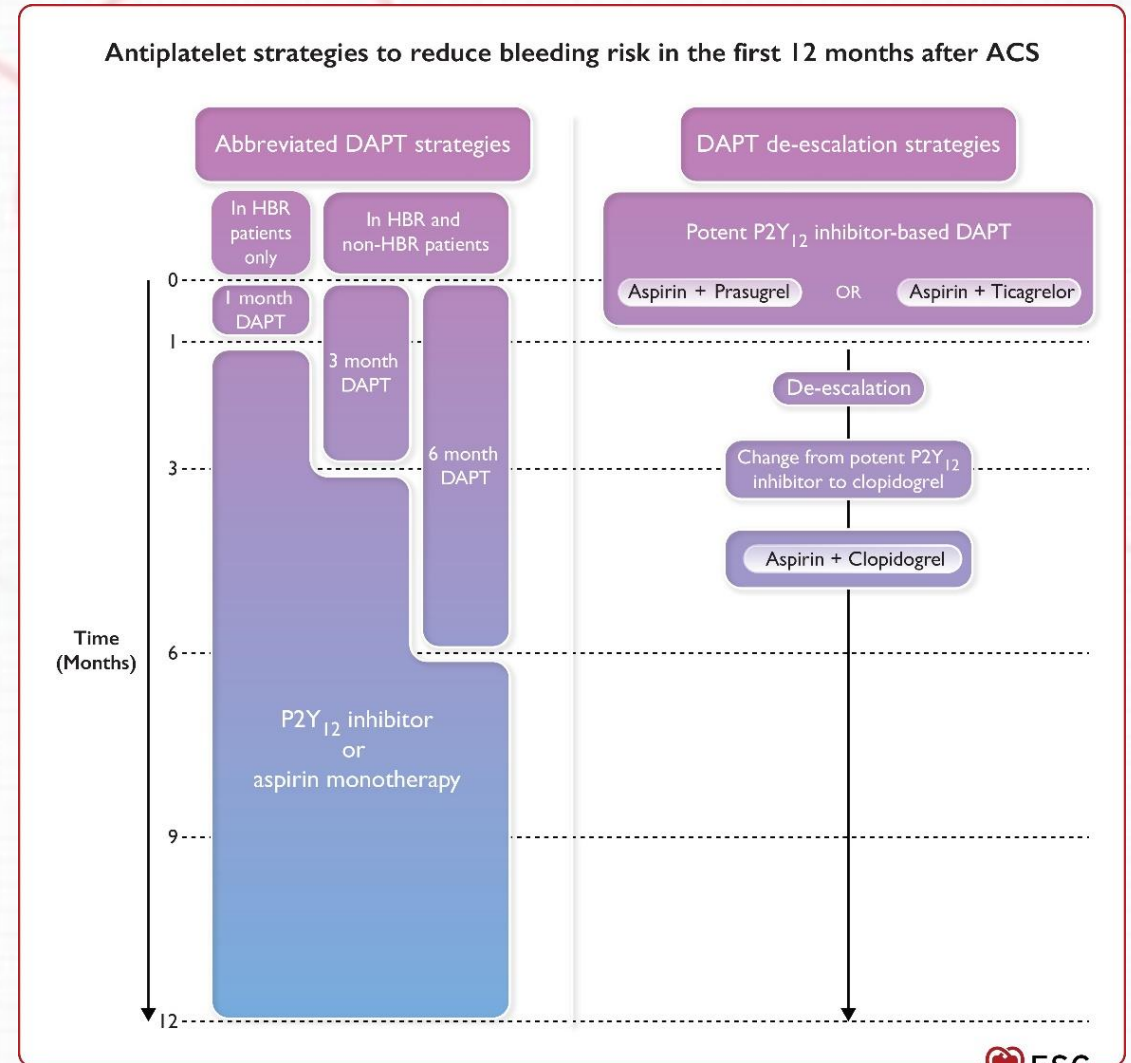 Antiplatelet strategies to reduce bleeding risk in the first 12 months after ACS
Abbreviated DAPT strategies
In HBR
patients
only
In HBR and
non-HBR patients
0
1 month
DAPT
1
3 month
DAPT
3
6 month
DAPT
Time
(Months)
6
P2Y12 inhibitor
or
aspirin monotherapy
9
12
DAPT de-escalation strategies
Potent P2Y12 inhibitor-based DAPT
Aspirin + Prasugrel OR Aspirin + Ticagrelor
De-escalation
Change from potent P2Y12
inhibitor to clopidogrel
Aspirin + Clopidogrel
ESC